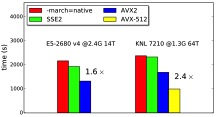 -march=native
AVX2
SSE2
AVX-512
E5-2680 v4 @2.4G 14T
KNL 7210 @1.3G 64T
1.6 ×
2.4 ×
time (s)
4000
3000
2000
1000
0